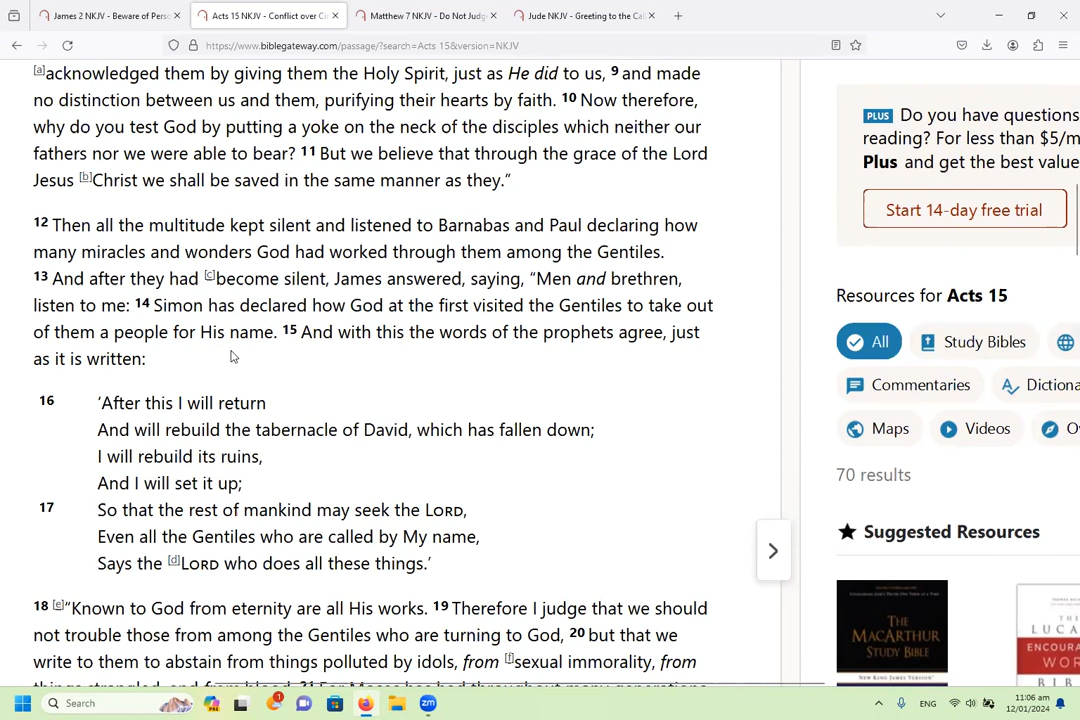 James 2 NKJV - Beware of Pers
Acts 15 NKJV - Conflict over Ci
Matthew 7 NKJV - Do Not Judg
Jude NKJV - Greeting to the Cal
https://www.biblegateway.com/passage/?search=Acts 15&version=NKJV
[a]acknowledged them by giving them the Holy Spirit, just as He did to us, 9 and made
no distinction between us and them, purifying their hearts by faith. 10 Now therefore,
why do you test God by putting a yoke on the neck of the disciples which neither our
fathers nor we were able to bear? 11 But we believe that through the grace of the Lord
Jesus [b]Christ we shall be saved in the same manner as they.”
12 Then all the multitude kept silent and listened to Barnabas and Paul declaring how
many miracles and wonders God had worked through them among the Gentiles.
13 And after they had [c]become silent, James answered, saying, “Men and brethren,
listen to me: 14 Simon has declared how God at the first visited the Gentiles to take out
of them a people for His name. 15 And with this the words of the prophets agree, just
as it is written:
16 ‘After this I will return
And will rebuild the tabernacle of David, which has fallen down;
I will rebuild its ruins,
And I will set it up;
17 So that the rest of mankind may seek the LORD,
Even all the Gentiles who are called by My name,
Says the [d]LORD who does all these things.’
18 [e]“Known to God from eternity are all His works. 19 Therefore I judge that we should
not trouble those from among the Gentiles who are turning to God, 20 but that we
write to them to abstain from things polluted by idols, from [f]sexual immorality, from
PLUS Do you have questions
reading? For less than $5/m
Plus and get the best value
Start 14-day free trial
Resources for Acts 15
All
Study Bibles
Commentaries
Dictiona
Maps
Videos
Ov
70 results
Suggested Resources
THE
MACARTHUR
STUDY BIBLE
NEW KING JAMES VERSION
THE
LUCA
ENCOURA
WO
BIB
Search
PRE
1
zm
ENG
11:06 am
12/01/2024